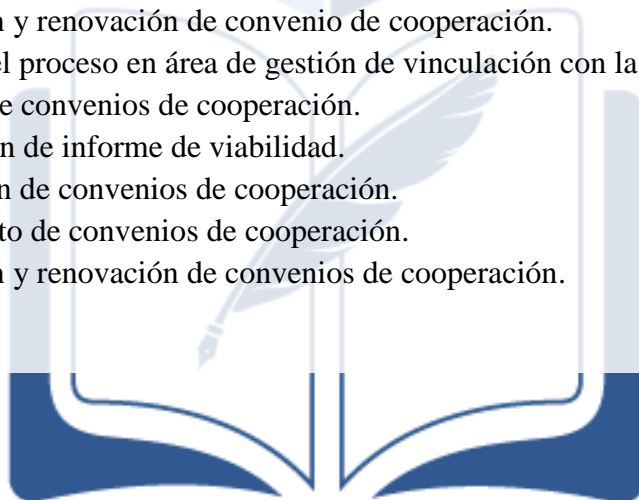 n y renovación de convenio de cooperación.
el proceso en área de gestión de vinculación con la
e convenios de cooperación.
n de informe de viabilidad.
n de convenios de cooperación.
to de convenios de cooperación.
n y renovación de convenios de cooperación.